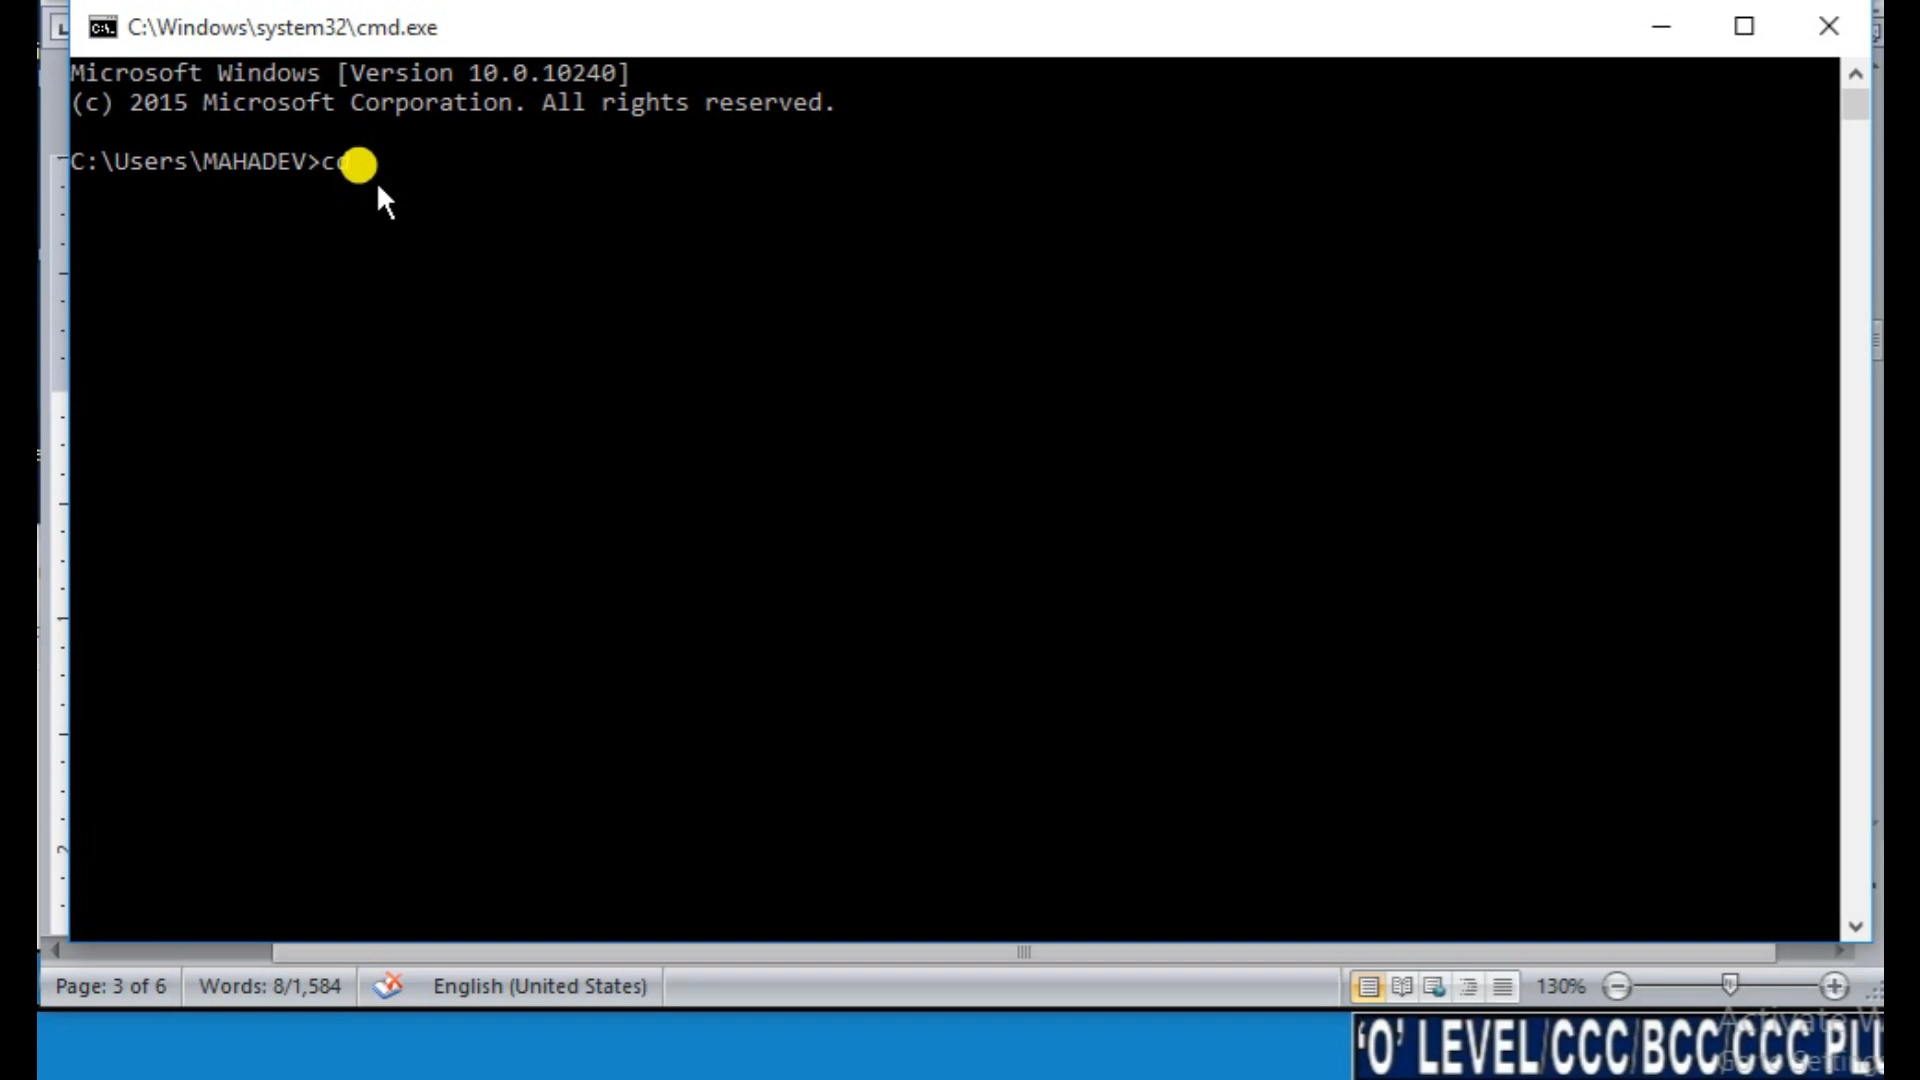 C:\Windows\system32\cmd.exe
Microsoft Windows [Version 10.0.10240]
(c) 2015 Microsoft Corporation. All rights reserved.
C:\Users\MAHADEV>
Page: 3 of 6 Words: 8/1,584 English (United States) 130%
'O' LEVEL/CCC/BCC/CCC